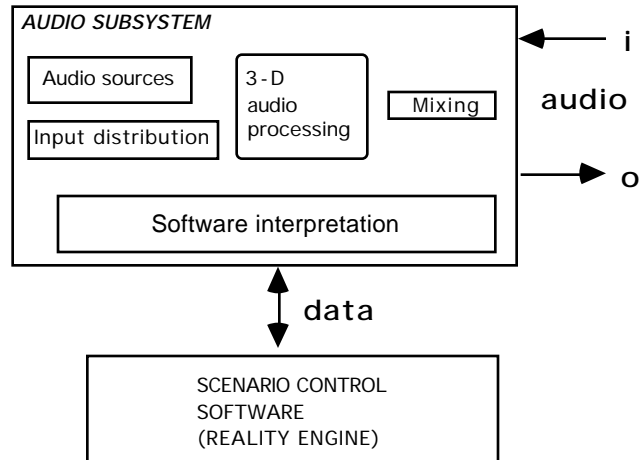 AUDIO SUBSYSTEM
Audio sources
Input distribution
3-D
audio
processing
Mixing
Software interpretation
i
audio
o
data
SCENARIO CONTROL
SOFTWARE
(REALITY ENGINE)